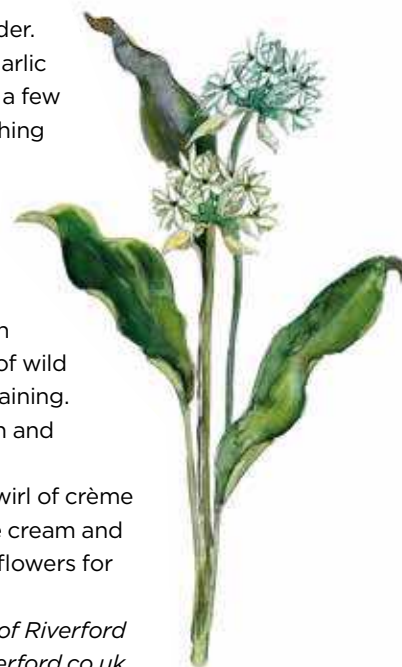 der.
arlic
a few
hing
n
of wild
aining.
n and
wirl of crème
e cream and
flowers for
of Riverford
erford.co.uk